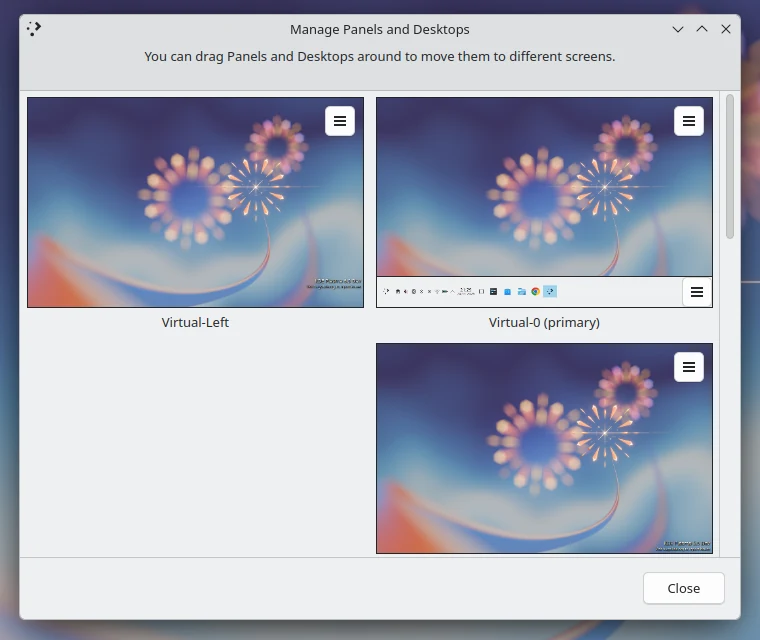 Manage Panels and Desktops
You can drag Panels and Desktops around to move them to different screens.
Virtual-Left
Virtual-0 (primary)
Close